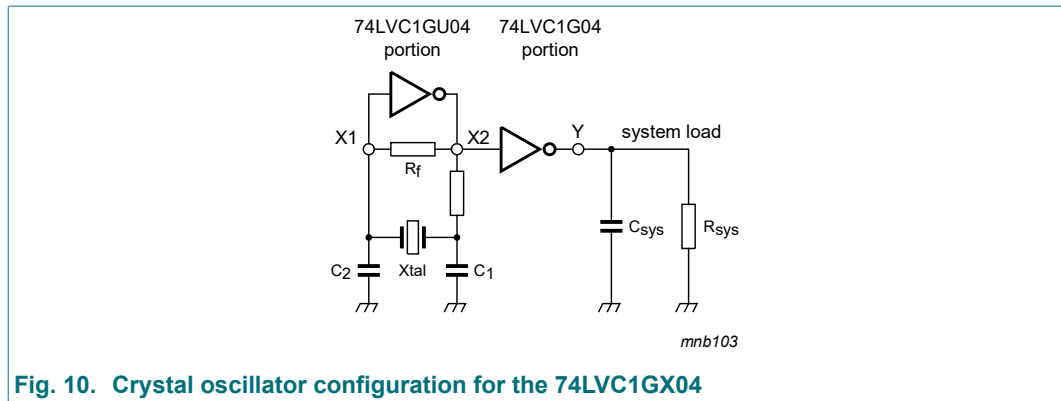 74LVC1GU04 74LVC1G04
portion portion
X1 X2 Y system load
Rf
Csys Rsys
C2 Xtal C1
mnb103
Fig. 10. Crystal oscillator configuration for the 74LVC1GX04